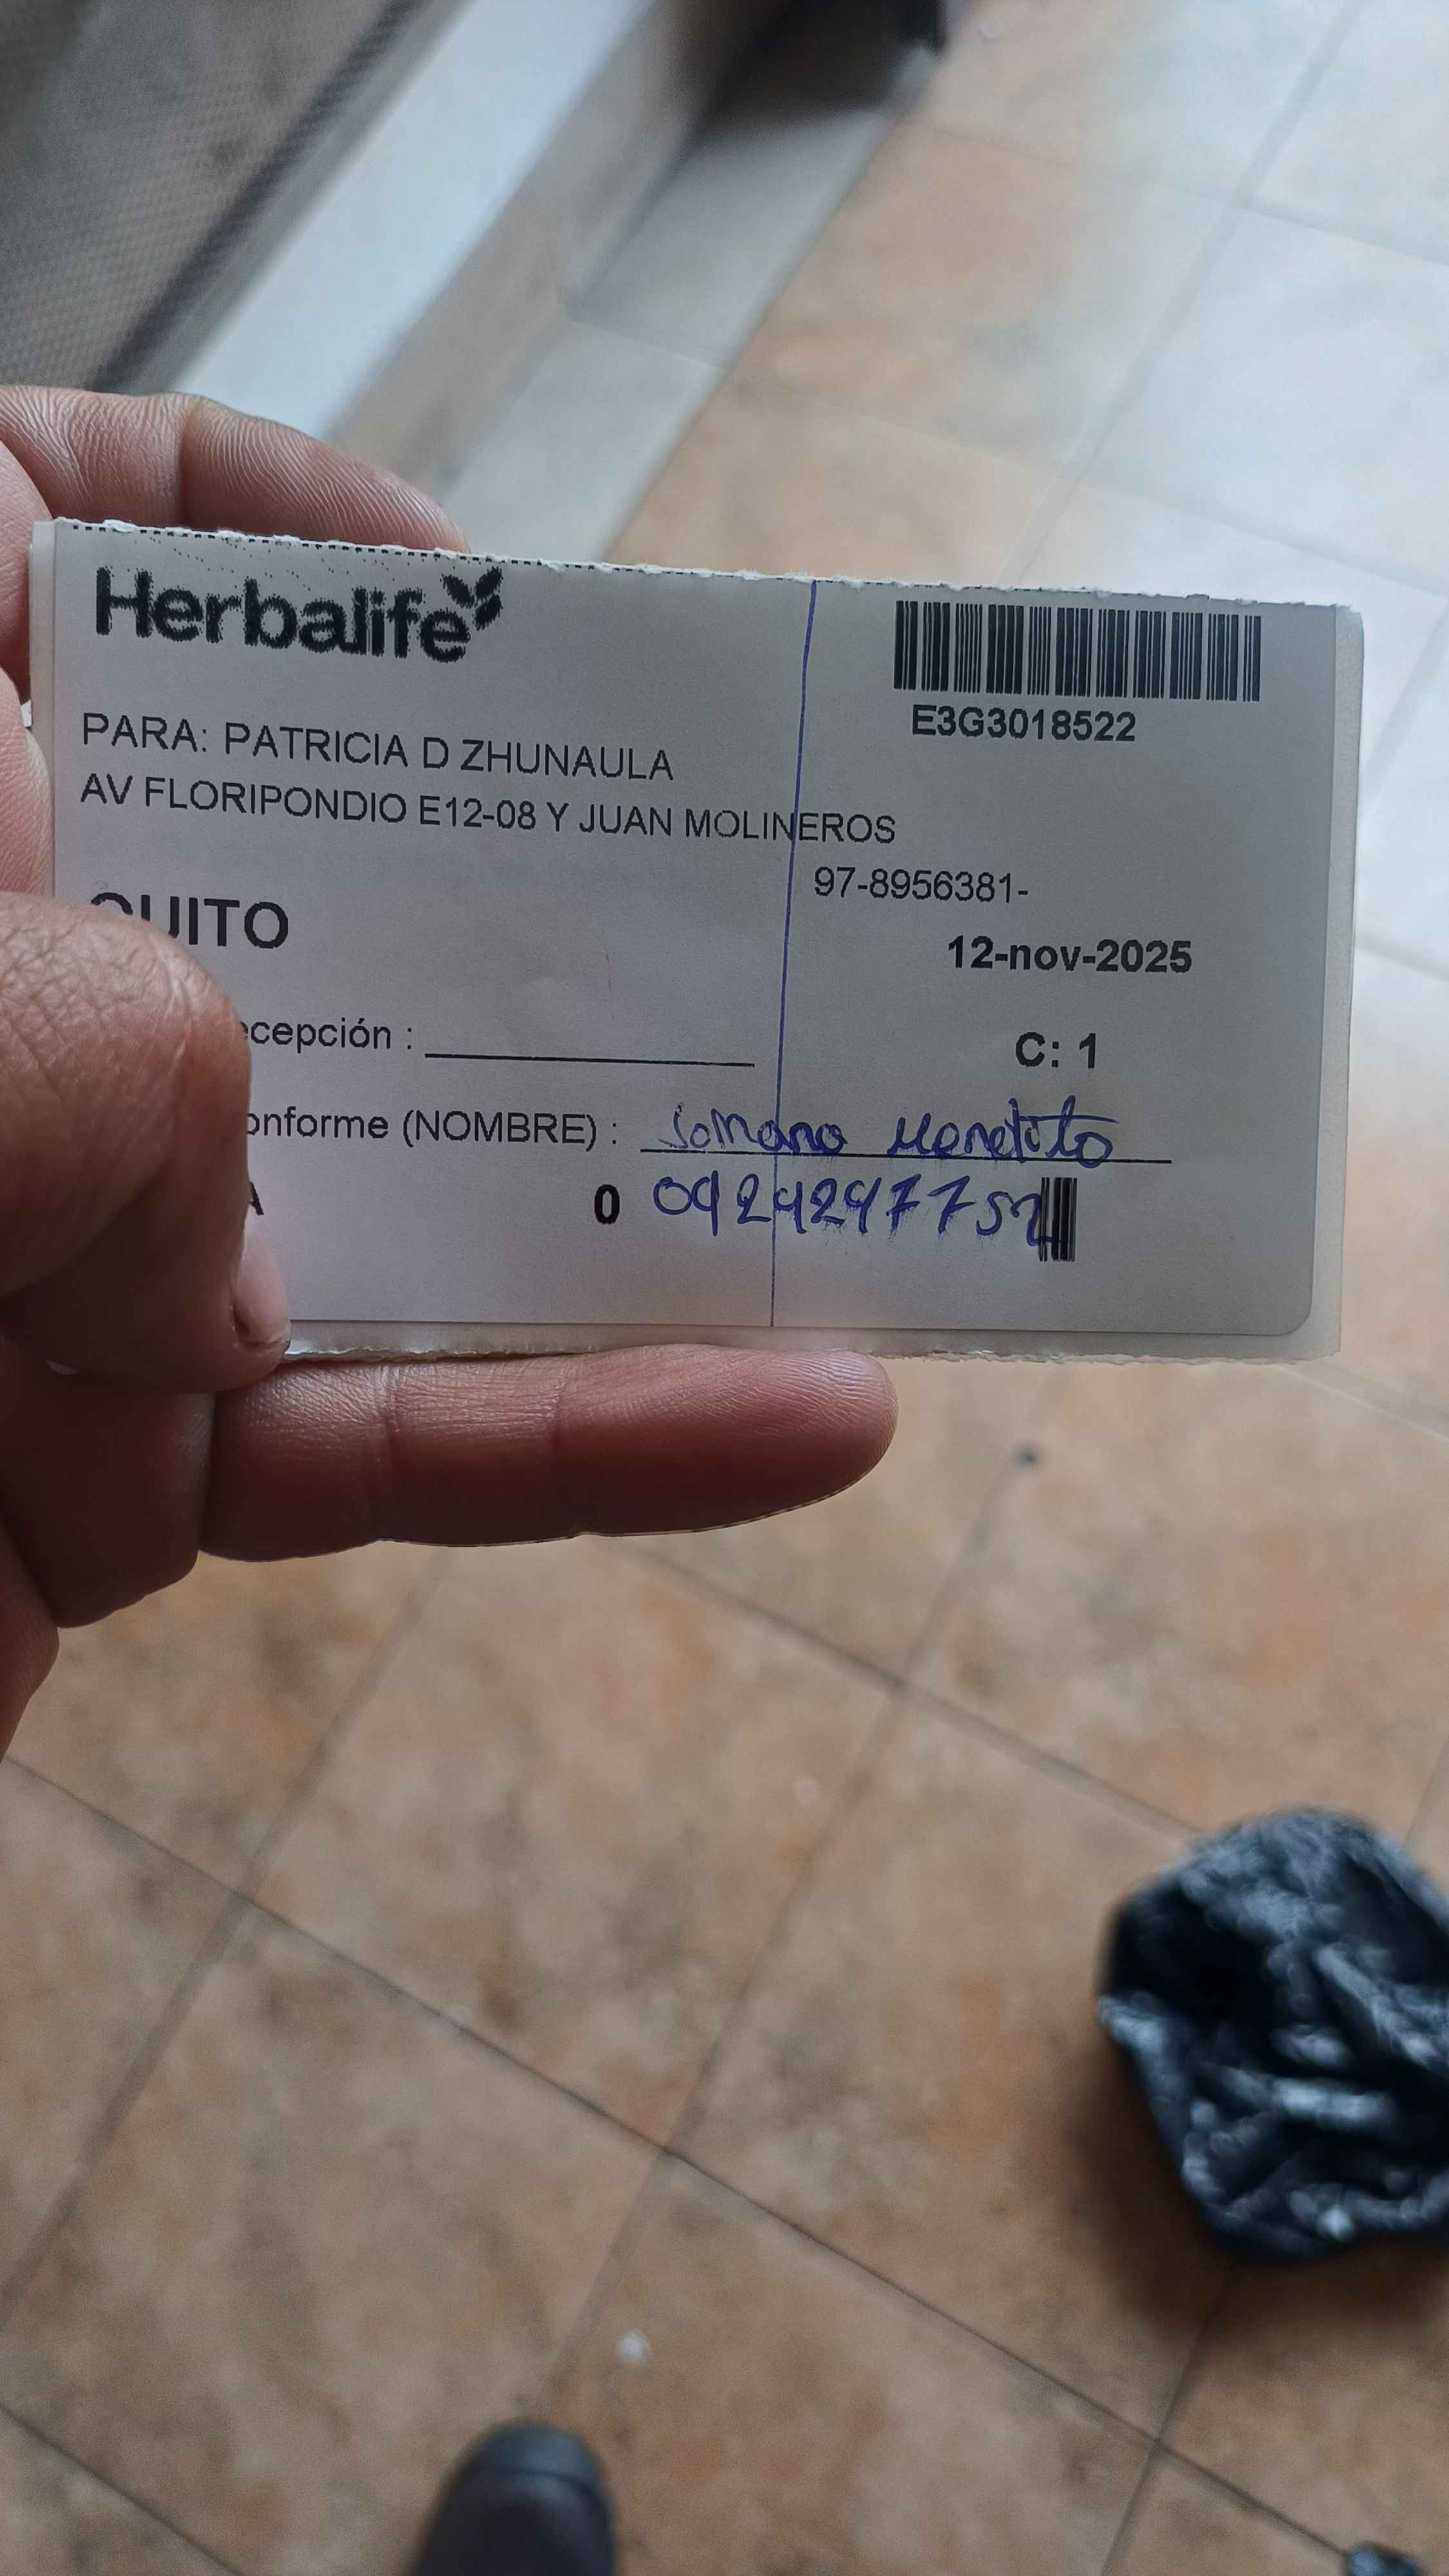 Herbalife
E3G3018522
PARA: PATRICIA D ZHUNAULA
AV FLORIPONDIO E12-08 Y JUAN MOLINEROS
97-8956381-
QUITO
12-nov-2025
ecepción :
C: 1
onforme (NOMBRE) :
A 0